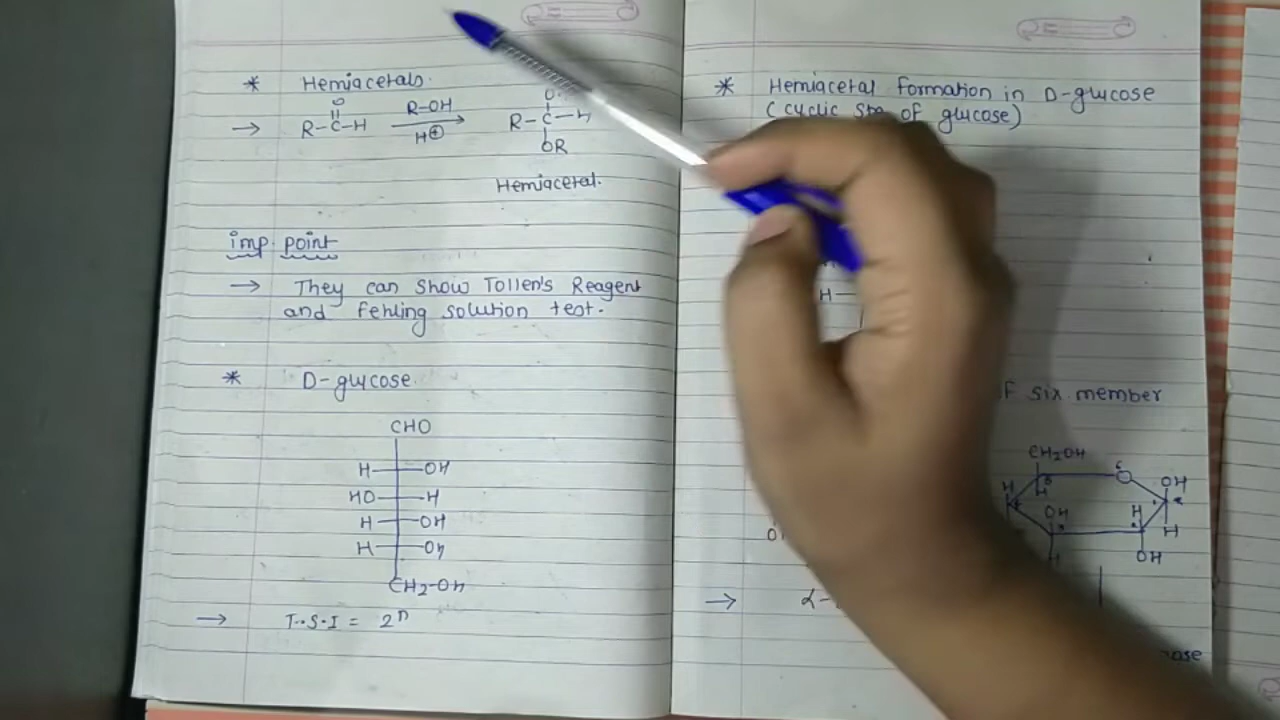 * Hemiacetals.
O
→ R-C-H R-OH H⊕ R-C-H
OR
Hemiacetal.
imp. point
→ They can show Tollen's Reagent
and fehling solution test.
* D-glucose.
CHO
H OH
HO H
H OH
H OH
CH2-OH
→ T.S.I = 2ⁿ
* Hemiacetal Formation in D-glucose
(cyclic of glucose)
H
six member
CH2OH
O OH
H H
OH H
H
OH
→